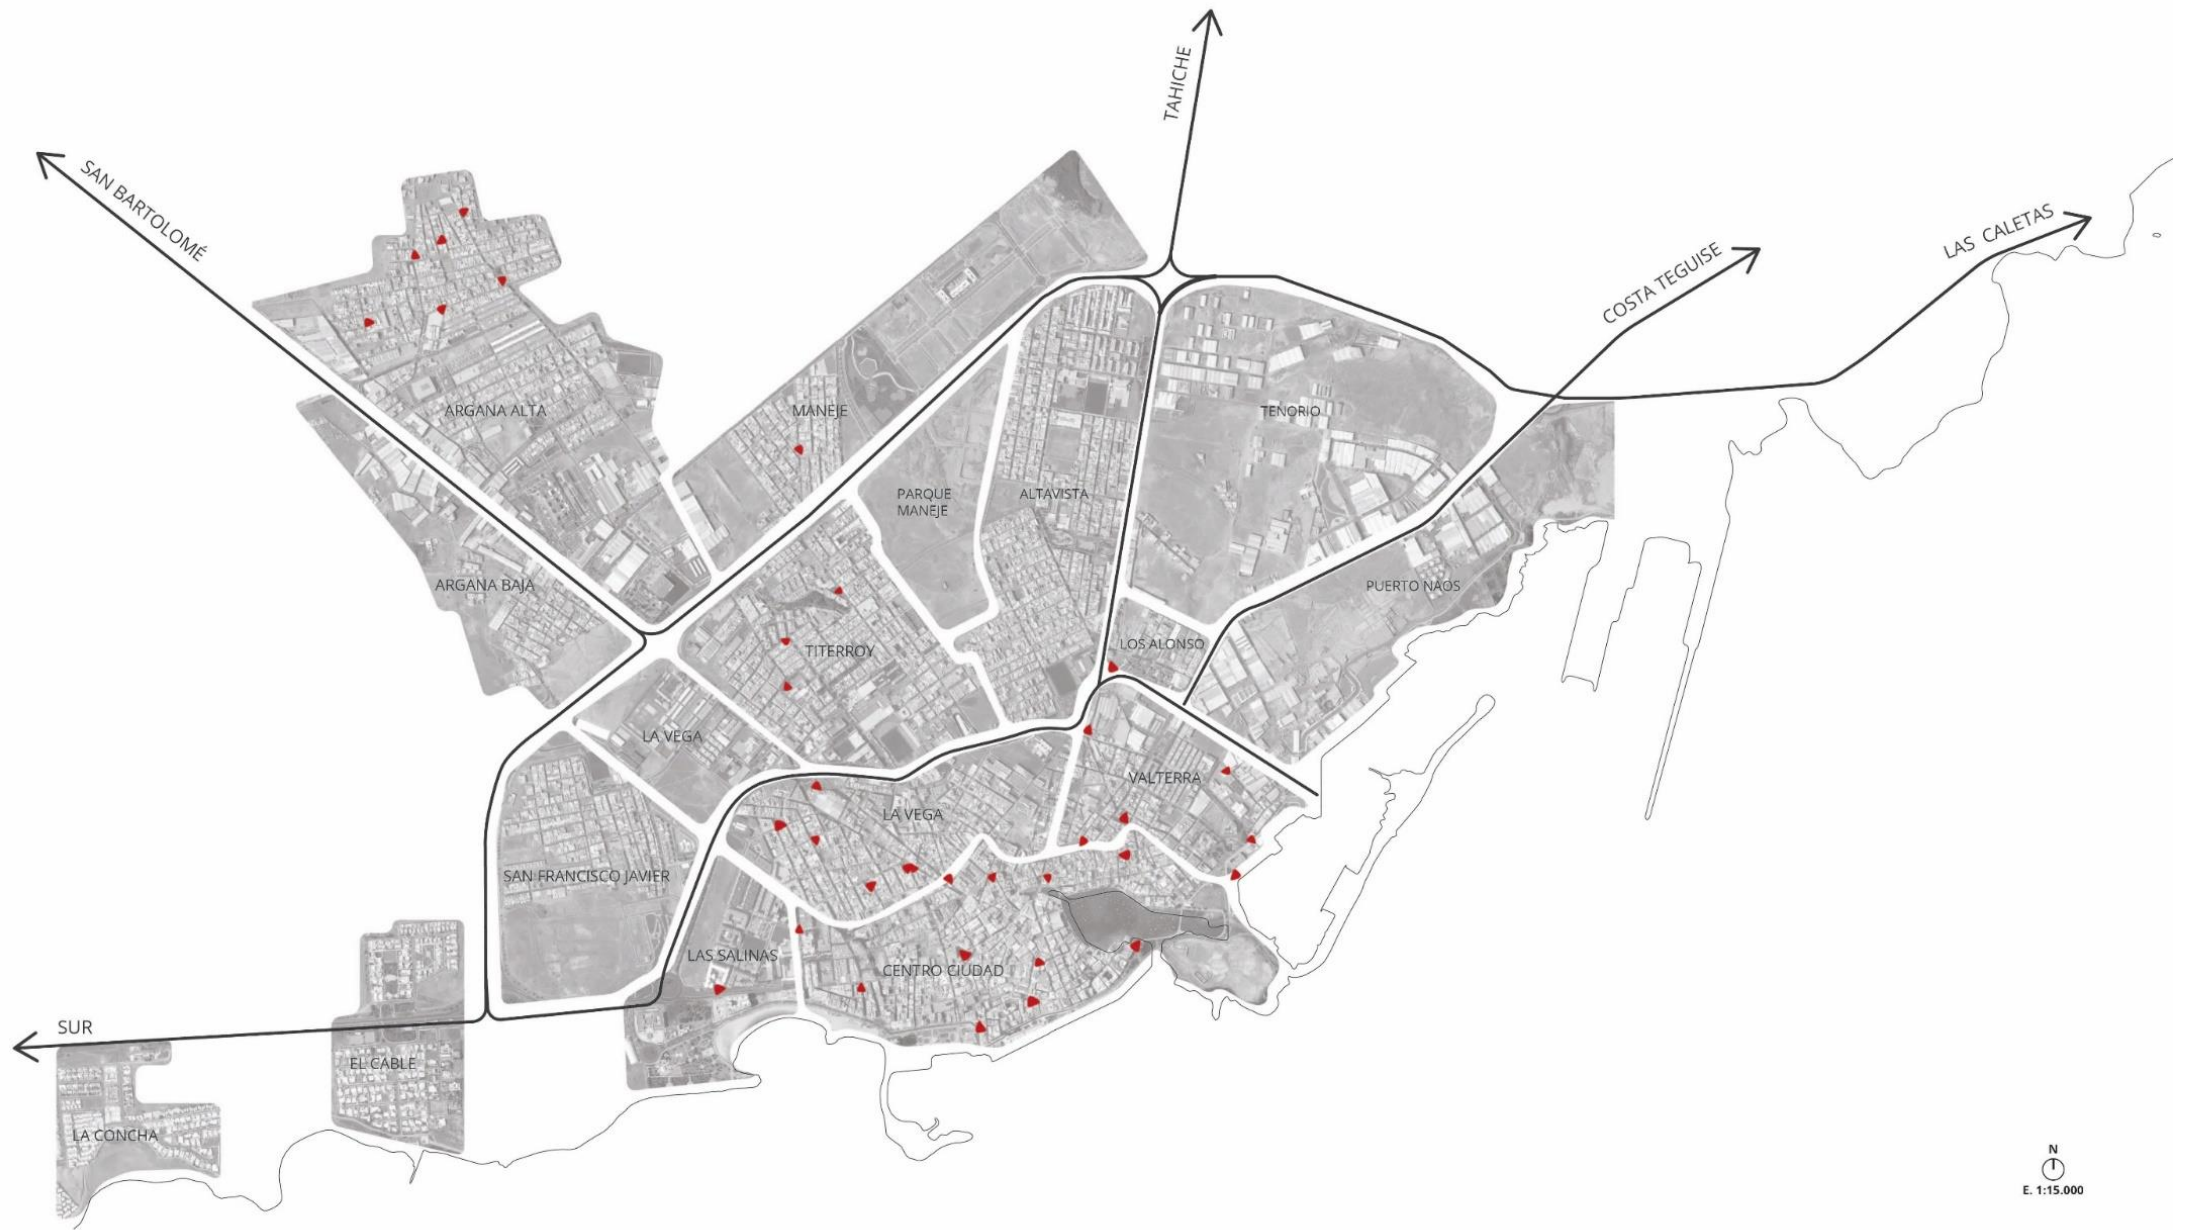 TAHICHE
SAN BARTOLOMÉ
LAS CALETAS
COSTA TEGUISE
ARGANA ALTA
MANEJE
TENORIO
PARQUE
MANEJE
ALTAVISTA
ARGANA BAJA
PUERTO NAOS
TITERROY
LOS ALONSO
LA VEGA
VALTERRA
LA VEGA
SAN FRANCISCO JAVIER
LAS SALINAS
CENTRO CIUDAD
SUR
EL CABLE
LA CONCHA
N
E. 1:15.000